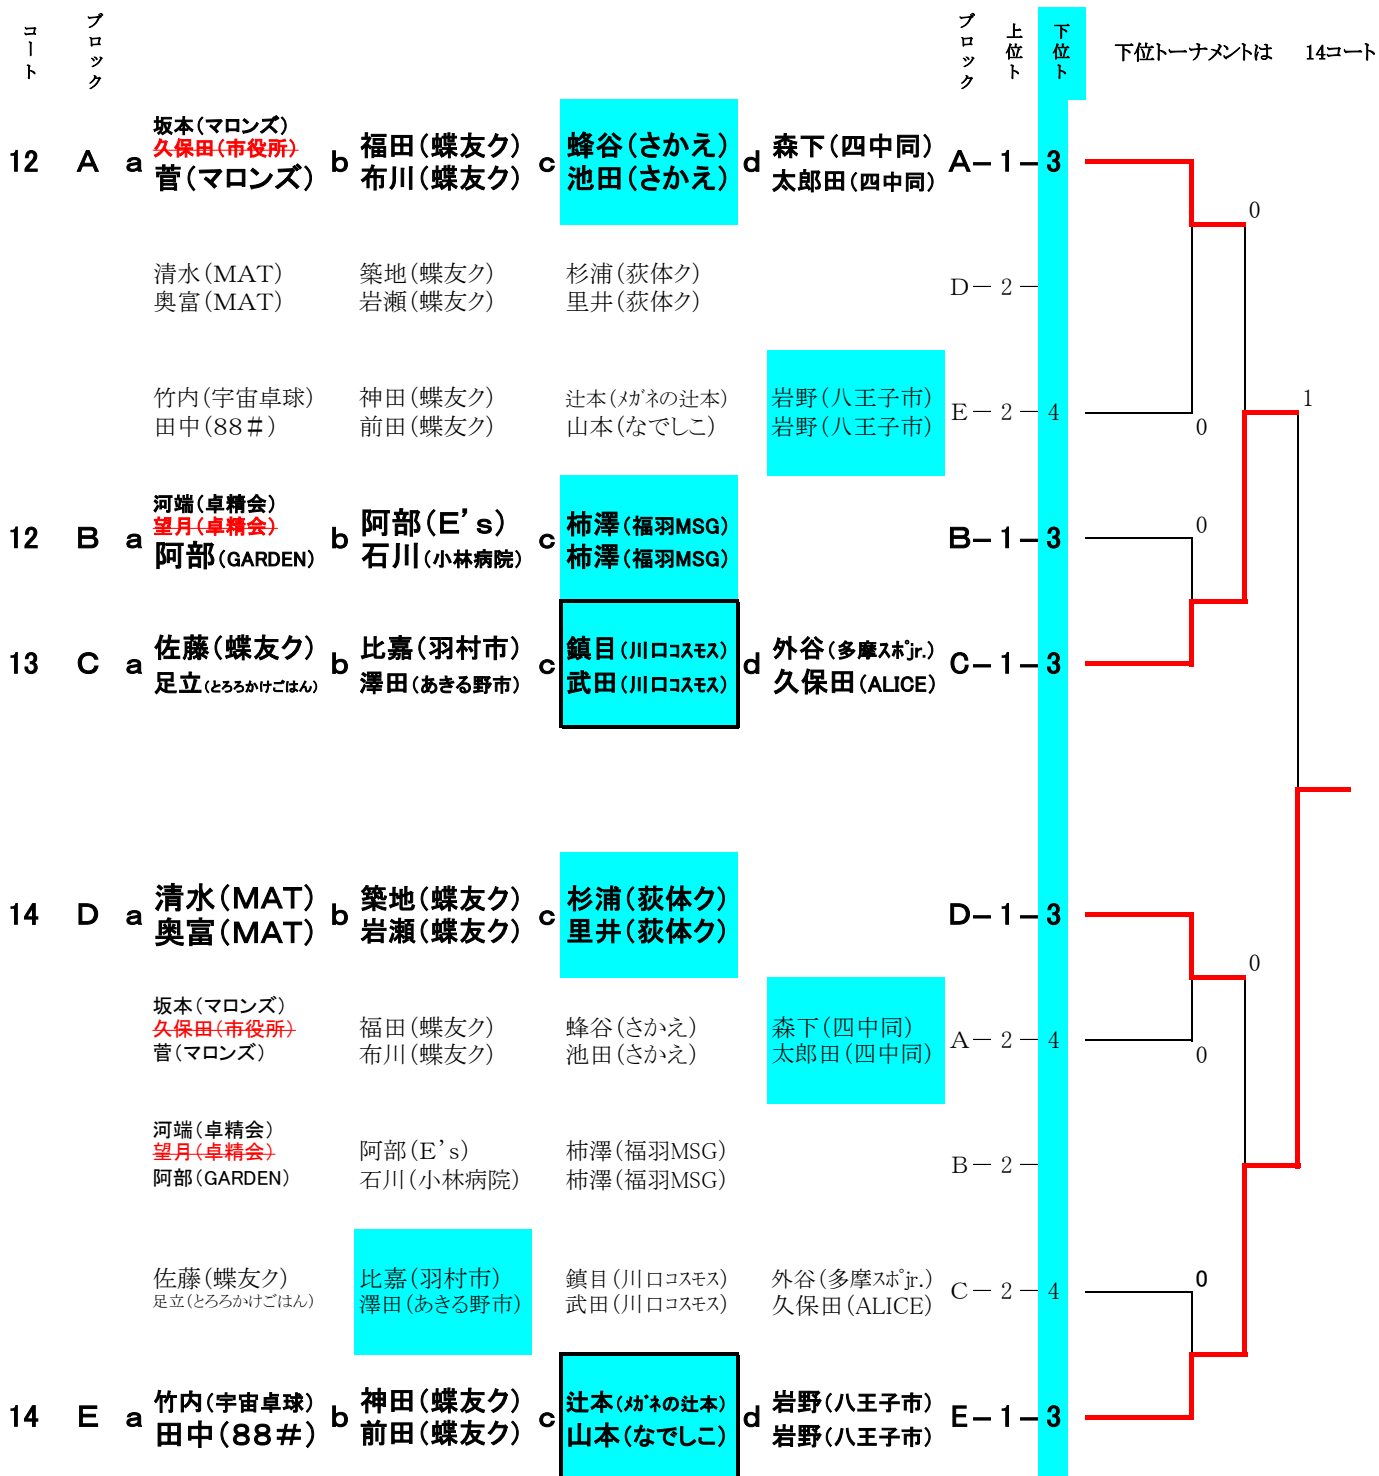 コート ブロック ブロック 上位ト 下位ト 下位トーナメントは 14コート
坂本(マロンズ)
久保田(市役所)
12 A a 菅(マロンズ) b 福田(蝶友ク) 布川(蝶友ク) c 蜂谷(さかえ) 池田(さかえ) d 森下(四中同) 太郎田(四中同) A－1－3
0
清水(MAT) 築地(蝶友ク) 杉浦(荻体ク)
奥富(MAT) 岩瀬(蝶友ク) 里井(荻体ク) D－2－
竹内(宇宙卓球) 神田(蝶友ク) 辻本(メガネの辻本) 岩野(八王子市)
田中(88＃) 前田(蝶友ク) 山本(なでしこ) 岩野(八王子市) E－2－4
1
0
河端(卓精会)
望月(卓精会)
12 B a 阿部(GARDEN) b 阿部(E’s) 石川(小林病院) c 柿澤(福羽MSG) 柿澤(福羽MSG) B－1－3
0
佐藤(蝶友ク) 比嘉(羽村市) 鎮目(川口コスモス) 外谷(多摩スポjr.)
13 C a 足立(とろろかけごはん) b 澤田(あきる野市) c 武田(川口コスモス) d 久保田(ALICE) C－1－3
清水(MAT) 築地(蝶友ク) 杉浦(荻体ク)
14 D a 奥富(MAT) b 岩瀬(蝶友ク) c 里井(荻体ク) D－1－3
0
坂本(マロンズ)
久保田(市役所) 福田(蝶友ク) 蜂谷(さかえ) 森下(四中同)
菅(マロンズ) 布川(蝶友ク) 池田(さかえ) 太郎田(四中同) A－2－4
0
河端(卓精会)
望月(卓精会) 阿部(E’s) 柿澤(福羽MSG)
阿部(GARDEN) 石川(小林病院) 柿澤(福羽MSG) B－2－
佐藤(蝶友ク) 比嘉(羽村市) 鎮目(川口コスモス) 外谷(多摩スポjr.)
足立(とろろかけごはん) 澤田(あきる野市) 武田(川口コスモス) 久保田(ALICE) C－2－4
0
竹内(宇宙卓球) 神田(蝶友ク) 辻本(メガネの辻本) 岩野(八王子市)
14 E a 田中(88＃) b 前田(蝶友ク) c 山本(なでしこ) d 岩野(八王子市) E－1－3